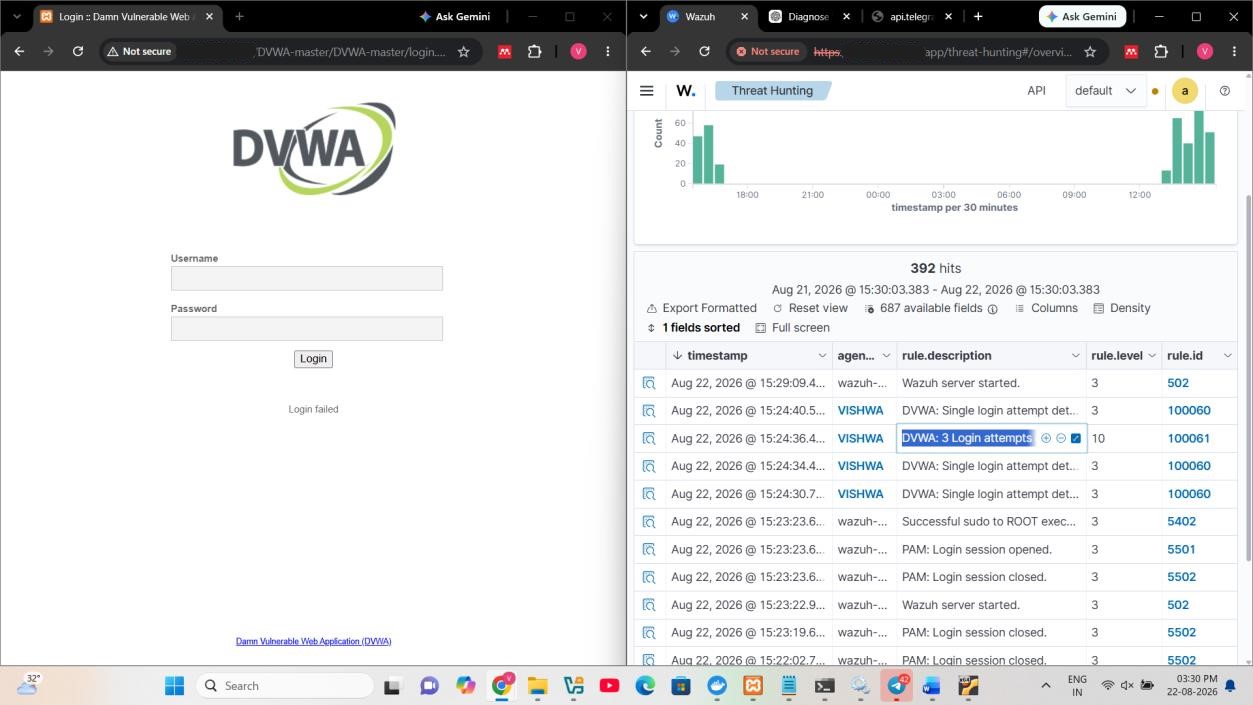 Login :: Damn Vulnerable Web A
Ask Gemini
Not secure
/DVWA-master/DVWA-master/login....
V
DVWA
Username
Password
Login
Login failed
Damn Vulnerable Web Application (DVWA)
Wazuh
Diagnose
api.telegra
Ask Gemini
Not secure
https:
app/threat-hunting#/overvi...
V
W.
Threat Hunting
API
default
a
Count
60
40
20
0
18:00
21:00
00:00
03:00
06:00
09:00
12:00
timestamp per 30 minutes
392 hits
Aug 21, 2026 @ 15:30:03.383 - Aug 22, 2026 @ 15:30:03.383
Export Formatted Reset view 687 available fields Columns Density
1 fields sorted Full screen
timestamp agen... rule.description rule.level rule.id
Aug 22, 2026 @ 15:29:09.4... wazuh-... Wazuh server started. 3 502
Aug 22, 2026 @ 15:24:40.5... VISHWA DVWA: Single login attempt det... 3 100060
Aug 22, 2026 @ 15:24:36.4... VISHWA DVWA: 3 Login attempts 10 100061
Aug 22, 2026 @ 15:24:34.4... VISHWA DVWA: Single login attempt det... 3 100060
Aug 22, 2026 @ 15:24:30.7... VISHWA DVWA: Single login attempt det... 3 100060
Aug 22, 2026 @ 15:23:23.6... wazuh-... Successful sudo to ROOT exec... 3 5402
Aug 22, 2026 @ 15:23:23.6... wazuh-... PAM: Login session opened. 3 5501
Aug 22, 2026 @ 15:23:23.6... wazuh-... PAM: Login session closed. 3 5502
Aug 22, 2026 @ 15:23:22.9... wazuh-... Wazuh server started. 3 502
Aug 22, 2026 @ 15:23:19.6... wazuh-... PAM: Login session closed. 3 5502
Aug 22, 2026 @ 15:22:02.7... wazuh-... PAM: Login session closed. 3 5502
32°
Search
42
ENG
IN
03:30 PM
22-08-2026